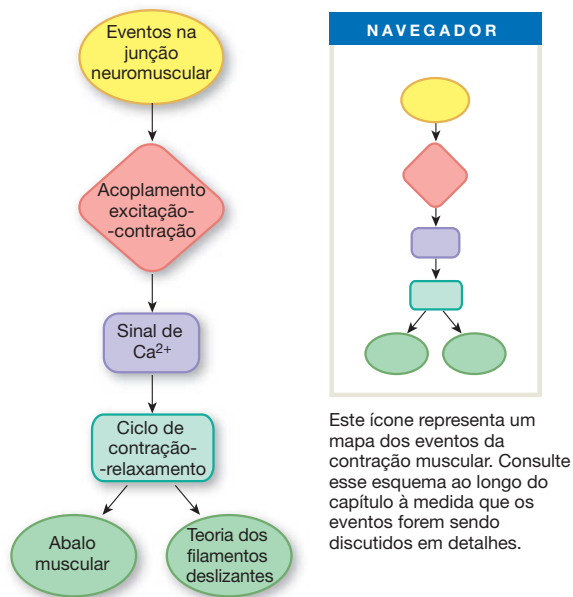 Eventos na
junção
neuromuscular
Acoplamento
excitação-
-contração
Sinal de
Ca²⁺
Ciclo de
contração-
-relaxamento
Abalo
muscular
Teoria dos
filamentos
deslizantes
NAVEGADOR
Este ícone representa um
mapa dos eventos da
contração muscular. Consulte
esse esquema ao longo do
capítulo à medida que os
eventos forem sendo
discutidos em detalhes.